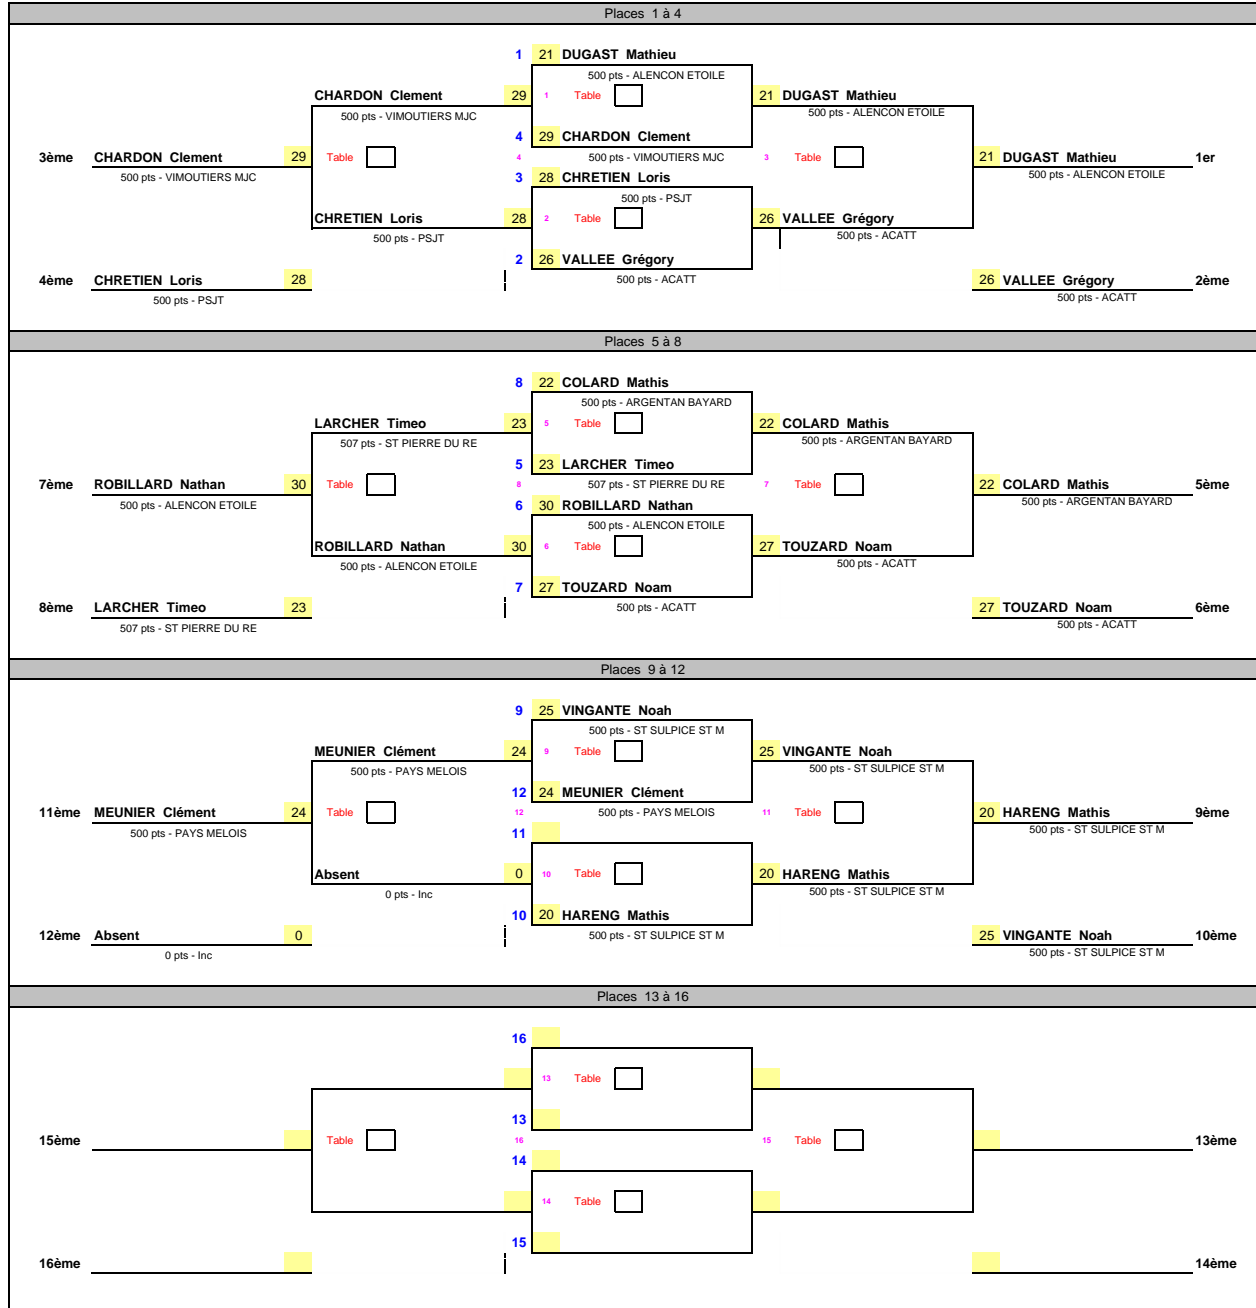 Places 1 à 4
1 21 DUGAST Mathieu
500 pts - ALENCON ETOILE
CHARDON Clement 29 1 Table 21 DUGAST Mathieu
500 pts - VIMOUTIERS MJC 500 pts - ALENCON ETOILE
4 29 CHARDON Clement
3ème CHARDON Clement 29 Table 4 500 pts - VIMOUTIERS MJC 3 Table 21 DUGAST Mathieu 1er
500 pts - VIMOUTIERS MJC 3 28 CHRETIEN Loris 500 pts - ALENCON ETOILE
500 pts - PSJT
CHRETIEN Loris 28 2 Table 26 VALLEE Grégory
500 pts - PSJT 500 pts - ACATT
2 26 VALLEE Grégory
4ème CHRETIEN Loris 28 500 pts - ACATT 26 VALLEE Grégory 2ème
500 pts - PSJT 500 pts - ACATT
Places 5 à 8
8 22 COLARD Mathis
500 pts - ARGENTAN BAYARD
LARCHER Timeo 23 5 Table 22 COLARD Mathis
507 pts - ST PIERRE DU RE 500 pts - ARGENTAN BAYARD
5 23 LARCHER Timeo
7ème ROBILLARD Nathan 30 Table 8 507 pts - ST PIERRE DU RE 7 Table 22 COLARD Mathis 5ème
500 pts - ALENCON ETOILE 6 30 ROBILLARD Nathan 500 pts - ARGENTAN BAYARD
500 pts - ALENCON ETOILE
ROBILLARD Nathan 30 6 Table 27 TOUZARD Noam
500 pts - ALENCON ETOILE 500 pts - ACATT
7 27 TOUZARD Noam
8ème LARCHER Timeo 23 500 pts - ACATT 27 TOUZARD Noam 6ème
507 pts - ST PIERRE DU RE 500 pts - ACATT
Places 9 à 12
9 25 VINGANTE Noah
500 pts - ST SULPICE ST M
MEUNIER Clément 24 9 Table 25 VINGANTE Noah
500 pts - PAYS MELOIS 500 pts - ST SULPICE ST M
12 24 MEUNIER Clément
11ème MEUNIER Clément 24 Table 12 500 pts - PAYS MELOIS 11 Table 20 HARENG Mathis 9ème
500 pts - PAYS MELOIS 11 500 pts - ST SULPICE ST M
Absent 0 10 Table 20 HARENG Mathis
0 pts - Inc 500 pts - ST SULPICE ST M
10 20 HARENG Mathis
12ème Absent 0 500 pts - ST SULPICE ST M 25 VINGANTE Noah 10ème
0 pts - Inc 500 pts - ST SULPICE ST M
Places 13 à 16
16
13 Table
13
15ème Table 16 15 Table 13ème
14
14 Table
15
16ème 14ème